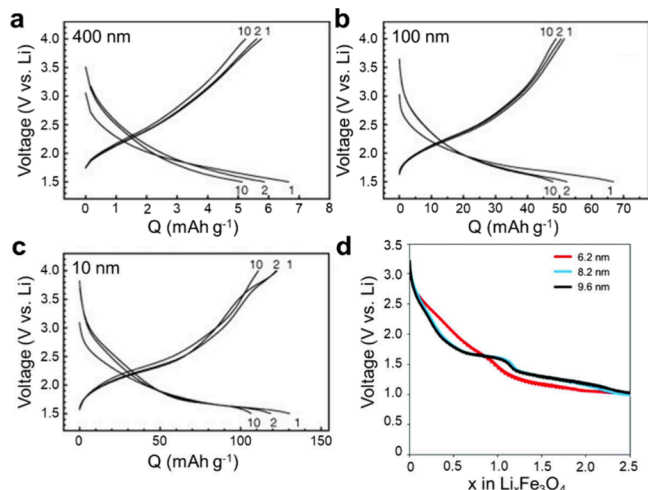 a
400 nm
4.0
3.5
3.0
2.5
2.0
1.5
10 2 1
10 2 1
0 1 2 3 4 5 6 7 8
Q (mAh g⁻¹)
Voltage (V vs. Li)
b
100 nm
4.0
3.5
3.0
2.5
2.0
1.5
10 2 1
10 2 1
0 10 20 30 40 50 60 70
Q (mAh g⁻¹)
Voltage (V vs. Li)
c
10 nm
4.0
3.5
3.0
2.5
2.0
1.5
10 2 1
10 2 1
0 50 100 150
Q (mAh g⁻¹)
Voltage (V vs. Li)
d
3.5
3.0
2.5
2.0
1.5
1.0
0.5
0
6.2 nm
8.2 nm
9.6 nm
0 0.5 1.0 1.5 2.0 2.5
x in LiₓFe₃O₄
Voltage (V vs. Li)